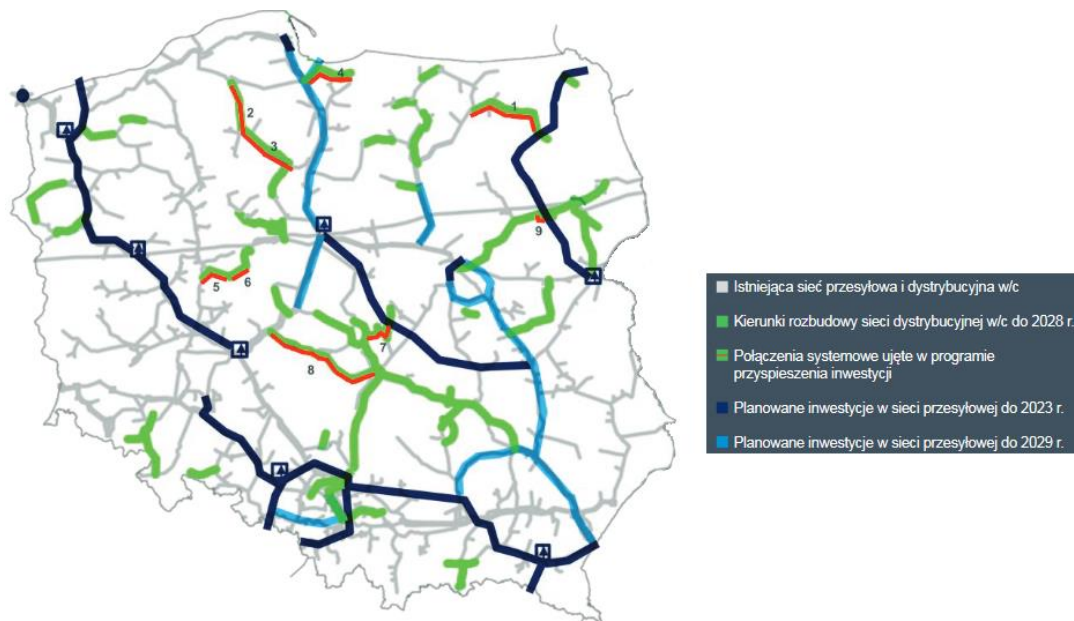 4
1
2
3
9
5
6
7
8
Istniejąca sieć przesyłowa i dystrybucyjna w/c
Kierunki rozbudowy sieci dystrybucyjnej w/c do 2028 r.
Połączenia systemowe ujęte w programie
przyspieszenia inwestycji
Planowane inwestycje w sieci przesyłowej do 2023 r.
Planowane inwestycje w sieci przesyłowej do 2029 r.